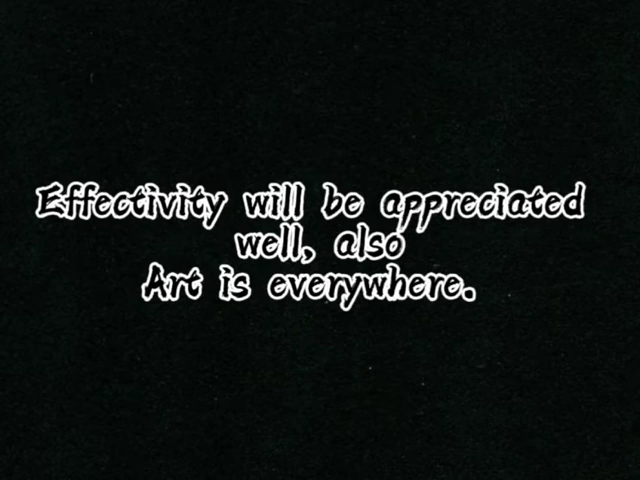 Effectivity will be appreciated
well, also
Art is everywhere.